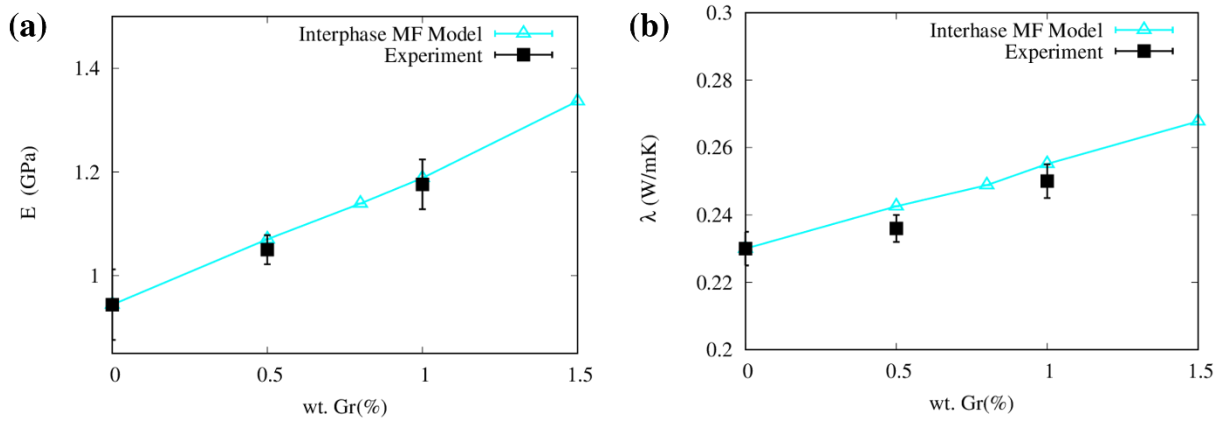 (a)
Interphase MF Model
Experiment
1.4
1.2
1
E (GPa)
0
0.5
1
1.5
wt. Gr(%)
(b)
Interhase MF Model
Experiment
0.3
0.28
0.26
0.24
0.22
0.2
λ (W/mK)
0
0.5
1
1.5
wt. Gr(%)